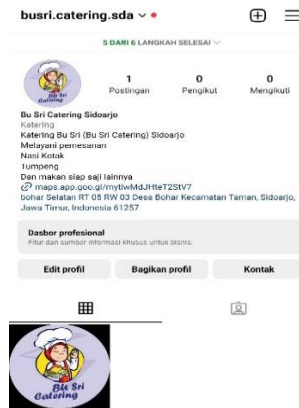 busri.catering.sda
5 DARI 6 LANGKAH SELESAI
Bu Sri
Catering
1
Postingan
0
Pengikut
0
Mengikuti
Bu Sri Catering Sidoarjo
Katering
Katering Bu Sri (Bu Sri Catering) Sidoarjo
Melayani pemesanan
Nasi Kotak
Tumpeng
Dan makan siap saji lainnya
maps.app.goo.gl/mytiwMdJHteT2StV7
bohar Selatan RT 05 RW 03 Desa Bohar Kecamatan Taman, Sidoarjo,
Jawa Timur, Indonesia 61257
Dasbor profesional
Fitur dan sumber informasi khusus untuk bisnis.
Edit profil
Bagikan profil
Kontak
Bu Sri
Catering